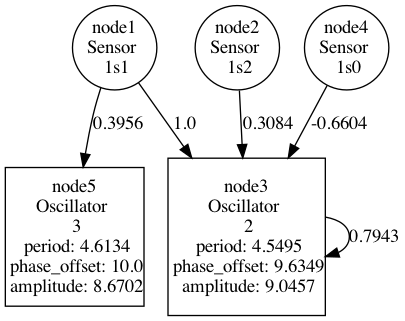 node1
Sensor
1s1
node2
Sensor
1s2
node4
Sensor
1s0
0.3956
1.0
0.3084
-0.6604
node5
Oscillator
3
period: 4.6134
phase_offset: 10.0
amplitude: 8.6702
node3
Oscillator
2
period: 4.5495
phase_offset: 9.6349
amplitude: 9.0457
0.7943